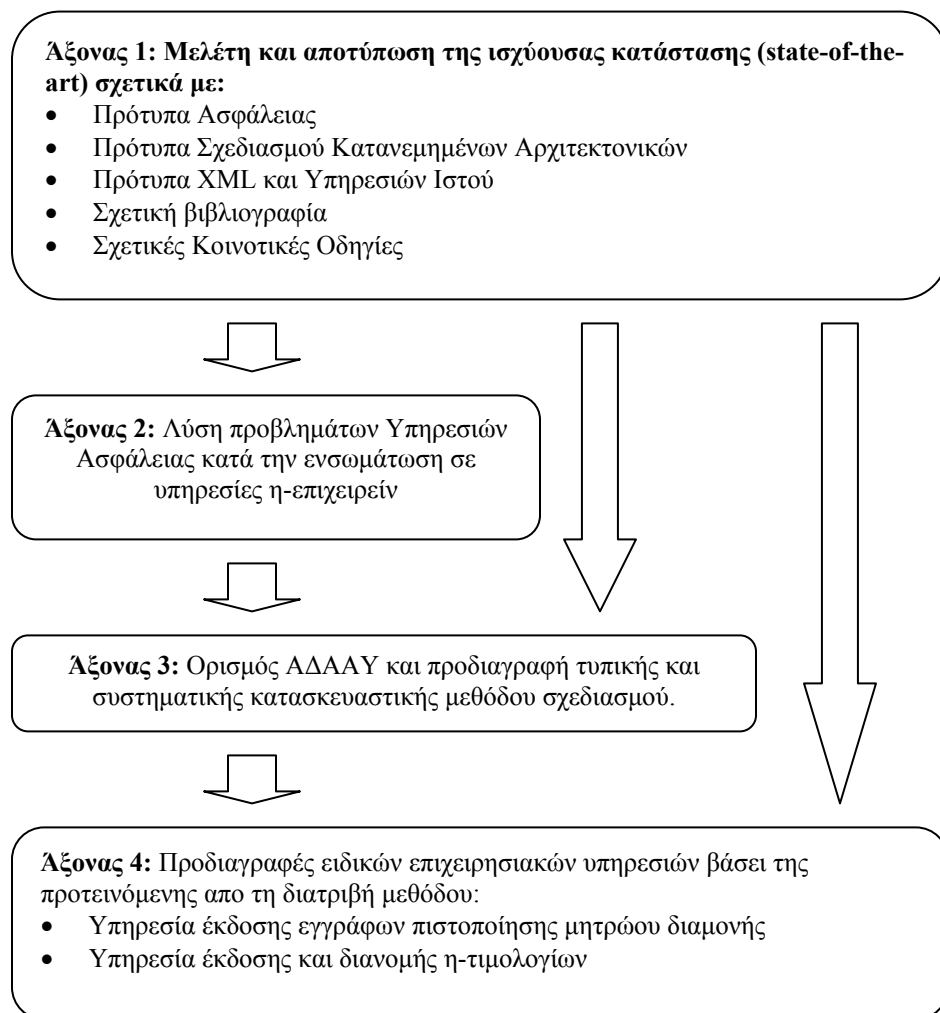 Άξονας 1: Μελέτη και αποτύπωση της ισχύουσας κατάστασης (state-of-the-
art) σχετικά με:
• Πρότυπα Ασφάλειας
• Πρότυπα Σχεδιασμού Κατανεμημένων Αρχιτεκτονικών
• Πρότυπα XML και Υπηρεσιών Ιστού
• Σχετική βιβλιογραφία
• Σχετικές Κοινοτικές Οδηγίες
Άξονας 2: Λύση προβλημάτων Υπηρεσιών
Ασφάλειας κατά την ενσωμάτωση σε
υπηρεσίες η-επιχειρείν
Άξονας 3: Ορισμός ΑΔΑΑΥ και προδιαγραφή τυπικής και
συστηματικής κατασκευαστικής μεθόδου σχεδιασμού.
Άξονας 4: Προδιαγραφές ειδικών επιχειρησιακών υπηρεσιών βάσει της
προτεινόμενης απο τη διατριβή μεθόδου:
• Υπηρεσία έκδοσης εγγράφων πιστοποίησης μητρώου διαμονής
• Υπηρεσία έκδοσης και διανομής η-τιμολογίων